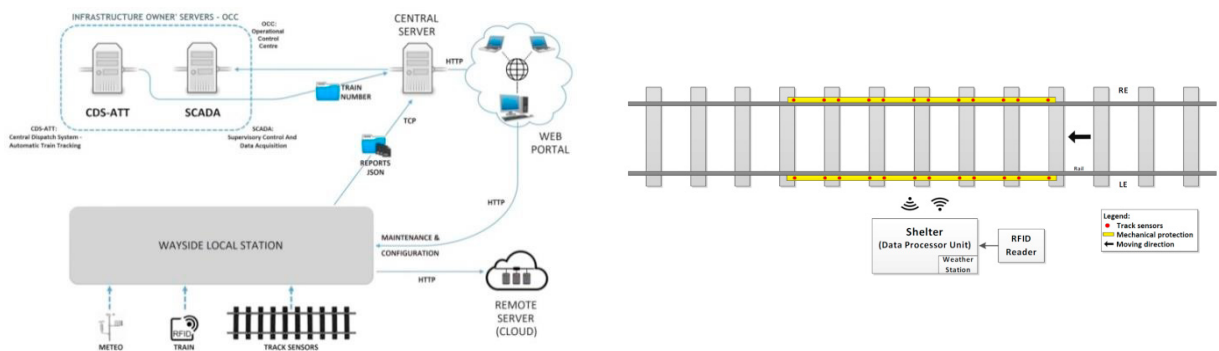 INFRASTRUCTURE OWNER' SERVERS - OCC
OCC:
Operational
Control
Centre
CENTRAL
SERVER
HTTP
CDS-ATT
SCADA
TRAIN
NUMBER
CDS-ATT:
Central Dispatch System -
Automatic Train Tracking
SCADA:
Supervisory Control And
Data Acquisition
TCP
WEB
PORTAL
REPORTS
JSON
HTTP
WAYSIDE LOCAL STATION
MAINTENANCE &
CONFIGURATION
HTTP
RFID
METEO
TRAIN
TRACK SENSORS
REMOTE
SERVER
(CLOUD)
RE
Rail
LE
Shelter
(Data Processor Unit)
Weather
Station
RFID
Reader
Legend:
Track sensors
Mechanical protection
Moving direction